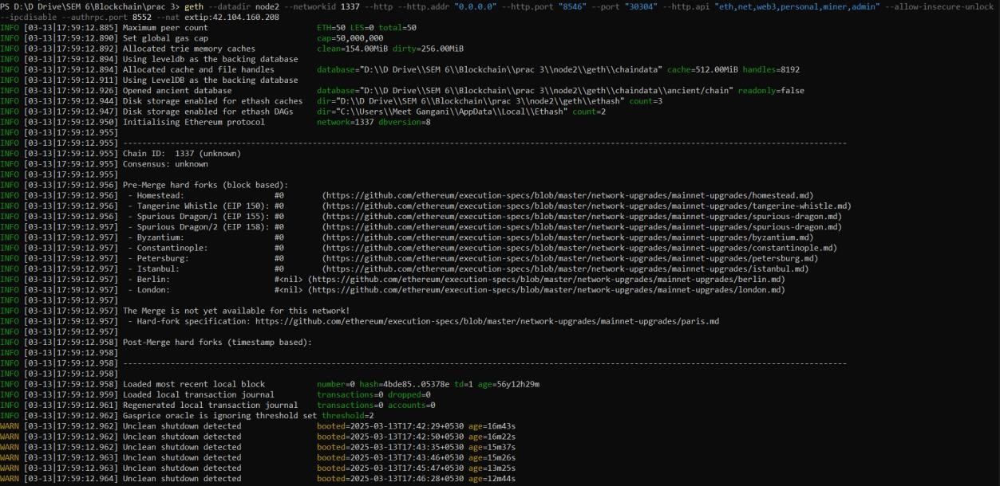 PS D:\D Drive\SEM 6\Blockchain\prac 3> geth --datadir node2 --networkid 1337 --http --http.addr "0.0.0.0" --http.port "8546" --port "30304" --http.api "eth,net,web3,personal,miner,admin" --allow-insecure-unlock
--ipcdisable --authrpc.port 8552 --nat extip:42.104.160.208
INFO [03-13|17:59:12.885] Maximum peer count ETH=50 LES=0 total=50
INFO [03-13|17:59:12.890] Set global gas cap cap=50,000,000
INFO [03-13|17:59:12.892] Allocated trie memory caches clean=154.00MiB dirty=256.00MiB
INFO [03-13|17:59:12.894] Using leveldb as the backing database
INFO [03-13|17:59:12.894] Allocated cache and file handles database="D:\\D Drive\\SEM 6\\Blockchain\\prac 3\\node2\\geth\\chaindata" cache=512.00MiB handles=8192
INFO [03-13|17:59:12.911] Using LevelDB as the backing database
INFO [03-13|17:59:12.926] Opened ancient database database="D:\\D Drive\\SEM 6\\Blockchain\\prac 3\\node2\\geth\\chaindata\\ancient/chain" readonly=false
INFO [03-13|17:59:12.944] Disk storage enabled for ethash caches dir="D:\\D Drive\\SEM 6\\Blockchain\\prac 3\\node2\\geth\\ethash" count=3
INFO [03-13|17:59:12.947] Disk storage enabled for ethash DAGs dir="C:\\Users\\Meet Gangani\\AppData\\Local\\Ethash" count=2
INFO [03-13|17:59:12.950] Initialising Ethereum protocol network=1337 dbversion=8
INFO [03-13|17:59:12.955]
INFO [03-13|17:59:12.955] ---------------------------------------------------------------------------------------------------------------------------------------------------------
INFO [03-13|17:59:12.955] Chain ID: 1337 (unknown)
INFO [03-13|17:59:12.955] Consensus: unknown
INFO [03-13|17:59:12.955]
INFO [03-13|17:59:12.956] Pre-Merge hard forks (block based):
INFO [03-13|17:59:12.956] - Homestead: #0 (https://github.com/ethereum/execution-specs/blob/master/network-upgrades/mainnet-upgrades/homestead.md)
INFO [03-13|17:59:12.956] - Tangerine Whistle (EIP 150): #0 (https://github.com/ethereum/execution-specs/blob/master/network-upgrades/mainnet-upgrades/tangerine-whistle.md)
INFO [03-13|17:59:12.956] - Spurious Dragon/1 (EIP 155): #0 (https://github.com/ethereum/execution-specs/blob/master/network-upgrades/mainnet-upgrades/spurious-dragon.md)
INFO [03-13|17:59:12.956] - Spurious Dragon/2 (EIP 158): #0 (https://github.com/ethereum/execution-specs/blob/master/network-upgrades/mainnet-upgrades/spurious-dragon.md)
INFO [03-13|17:59:12.957] - Byzantium: #0 (https://github.com/ethereum/execution-specs/blob/master/network-upgrades/mainnet-upgrades/byzantium.md)
INFO [03-13|17:59:12.957] - Constantinople: #0 (https://github.com/ethereum/execution-specs/blob/master/network-upgrades/mainnet-upgrades/constantinople.md)
INFO [03-13|17:59:12.957] - Petersburg: #0 (https://github.com/ethereum/execution-specs/blob/master/network-upgrades/mainnet-upgrades/petersburg.md)
INFO [03-13|17:59:12.957] - Istanbul: #0 (https://github.com/ethereum/execution-specs/blob/master/network-upgrades/mainnet-upgrades/istanbul.md)
INFO [03-13|17:59:12.957] - Berlin: #<nil> (https://github.com/ethereum/execution-specs/blob/master/network-upgrades/mainnet-upgrades/berlin.md)
INFO [03-13|17:59:12.957] - London: #<nil> (https://github.com/ethereum/execution-specs/blob/master/network-upgrades/mainnet-upgrades/london.md)
INFO [03-13|17:59:12.957]
INFO [03-13|17:59:12.957] The Merge is not yet available for this network!
INFO [03-13|17:59:12.957] - Hard-fork specification: https://github.com/ethereum/execution-specs/blob/master/network-upgrades/mainnet-upgrades/paris.md
INFO [03-13|17:59:12.957]
INFO [03-13|17:59:12.958] Post-Merge hard forks (timestamp based):
INFO [03-13|17:59:12.958]
INFO [03-13|17:59:12.958] ---------------------------------------------------------------------------------------------------------------------------------------------------------
INFO [03-13|17:59:12.958]
INFO [03-13|17:59:12.958] Loaded most recent local block number=0 hash=4bde85..05378e td=1 age=56y12h29m
INFO [03-13|17:59:12.959] Loaded local transaction journal transactions=0 dropped=0
INFO [03-13|17:59:12.961] Regenerated local transaction journal transactions=0 accounts=0
INFO [03-13|17:59:12.962] Gasprice oracle is ignoring threshold set threshold=2
WARN [03-13|17:59:12.962] Unclean shutdown detected booted=2025-03-13T17:42:29+0530 age=16m43s
WARN [03-13|17:59:12.962] Unclean shutdown detected booted=2025-03-13T17:42:50+0530 age=16m22s
WARN [03-13|17:59:12.962] Unclean shutdown detected booted=2025-03-13T17:43:35+0530 age=15m37s
WARN [03-13|17:59:12.963] Unclean shutdown detected booted=2025-03-13T17:43:46+0530 age=15m26s
WARN [03-13|17:59:12.963] Unclean shutdown detected booted=2025-03-13T17:45:47+0530 age=13m25s
WARN [03-13|17:59:12.964] Unclean shutdown detected booted=2025-03-13T17:46:28+0530 age=12m44s